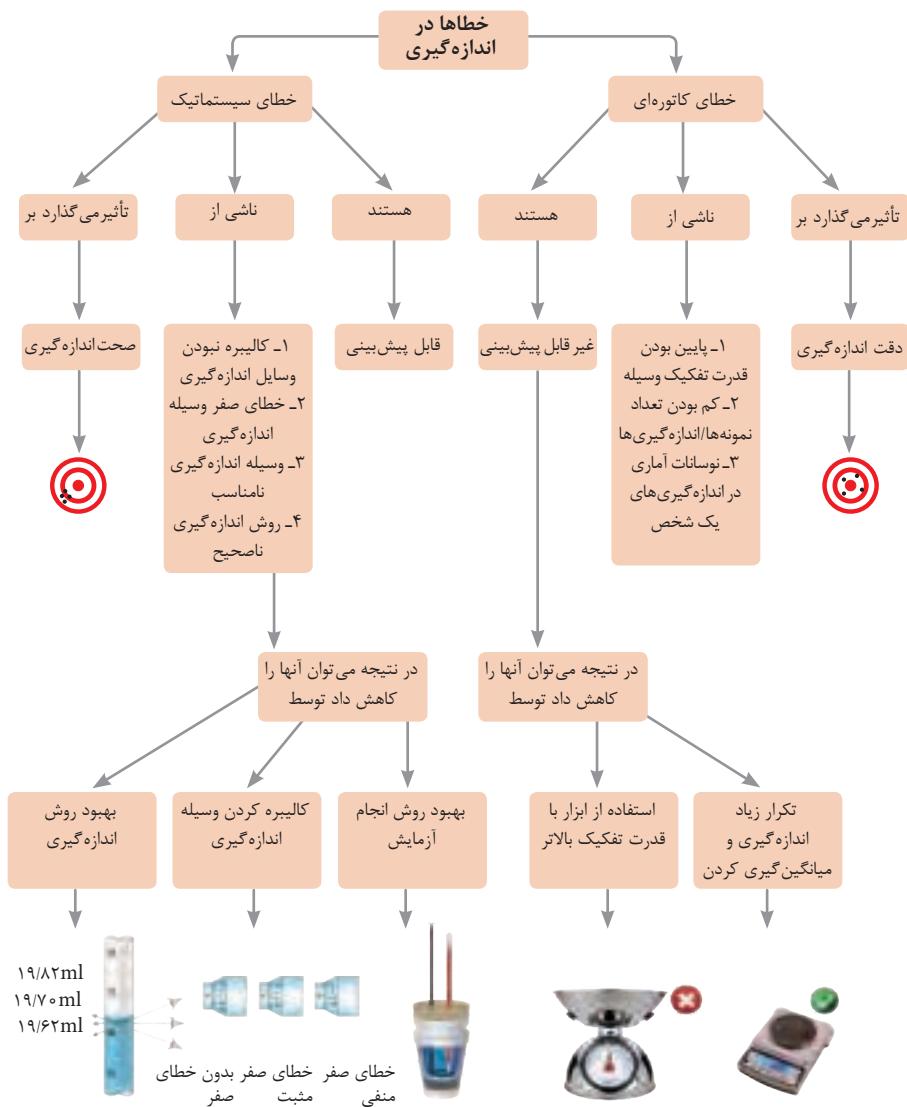 خطاها در
اندازه‌گیری
خطای کاتوره‌ای
خطای سیستماتیک
تأثیرمی‌گذارد بر
ناشی از
هستند
هستند
ناشی از
تأثیرمی‌گذارد بر
دقت اندازه‌گیری
۱ـ پایین بودن
قدرت تفکیک وسیله
۲ـ کم بودن تعداد
نمونه‌ها/اندازه‌گیری‌ها
۳ـ نوسانات آماری
در اندازه‌گیری‌های
یک شخص
غیر قابل پیش‌بینی
قابل پیش‌بینی
۱ـ کالیبره نبودن
وسایل اندازه‌گیری
۲ـ خطای صفر وسیله
اندازه‌گیری
۳ـ وسیله اندازه‌گیری
نامناسب
۴ـ روش اندازه‌گیری
ناصحیح
صحت اندازه‌گیری
در نتیجه می‌توان آنها را
کاهش داد توسط
در نتیجه می‌توان آنها را
کاهش داد توسط
تکرار زیاد
اندازه‌گیری و
میانگین‌گیری کردن
استفاده از ابزار با
قدرت تفکیک بالاتر
بهبود روش انجام
آزمایش
کالیبره کردن وسیله
اندازه‌گیری
بهبود روش
اندازه‌گیری
۱۹/۸۲ml
۱۹/۷۰ml
۱۹/۶۲ml
خطای صفر
منفی
خطای صفر
مثبت
بدون خطای
صفر